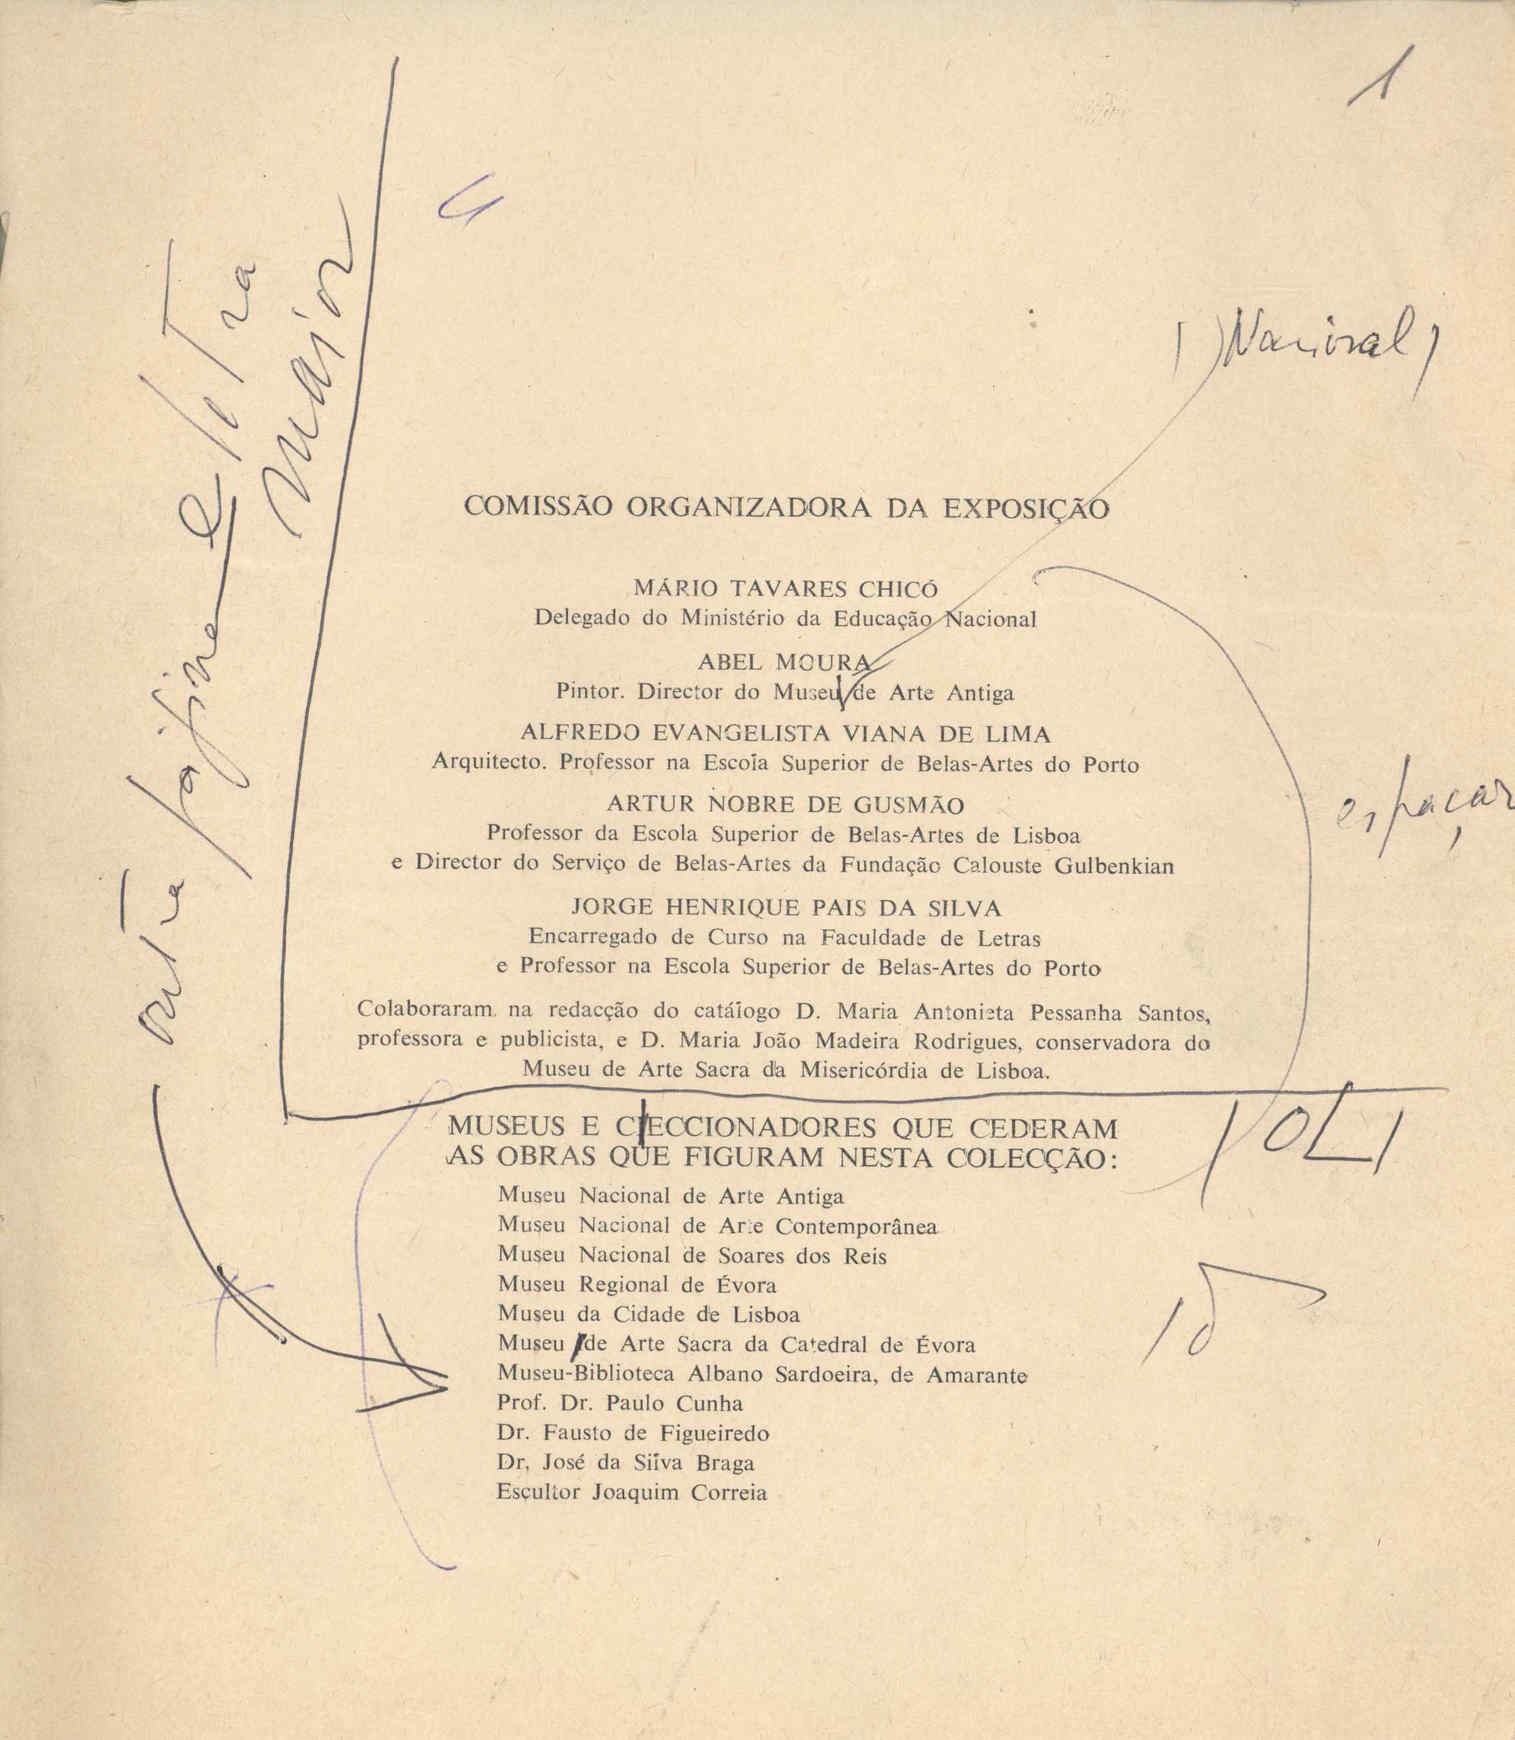 1
Nacional
outra página e letra
maior
COMISSÃO ORGANIZADORA DA EXPOSIÇÃO
MÁRIO TAVARES CHICÓ
Delegado do Ministério da Educação Nacional
ABEL MOURA
Pintor. Director do Museu de Arte Antiga
ALFREDO EVANGELISTA VIANA DE LIMA
Arquitecto. Professor na Escola Superior de Belas-Artes do Porto
espaçar
ARTUR NOBRE DE GUSMÃO
Professor da Escola Superior de Belas-Artes de Lisboa
e Director do Serviço de Belas-Artes da Fundação Calouste Gulbenkian
JORGE HENRIQUE PAIS DA SILVA
Encarregado de Curso na Faculdade de Letras
e Professor na Escola Superior de Belas-Artes do Porto
Colaboraram na redacção do catálogo D. Maria Antonieta Pessanha Santos,
professora e publicista, e D. Maria João Madeira Rodrigues, conservadora do
Museu de Arte Sacra da Misericórdia de Lisboa.
MUSEUS E CIECCIONADORES QUE CEDERAM
OL
AS OBRAS QUE FIGURAM NESTA COLECÇÃO:
Museu Nacional de Arte Antiga
Museu Nacional de Arte Contemporânea
Museu Nacional de Soares dos Reis
Museu Regional de Évora
Museu da Cidade de Lisboa
Museu de Arte Sacra da Catedral de Évora
Museu-Biblioteca Albano Sardoeira, de Amarante
Prof. Dr. Paulo Cunha
Dr. Fausto de Figueiredo
Dr. José da Silva Braga
Escultor Joaquim Correia